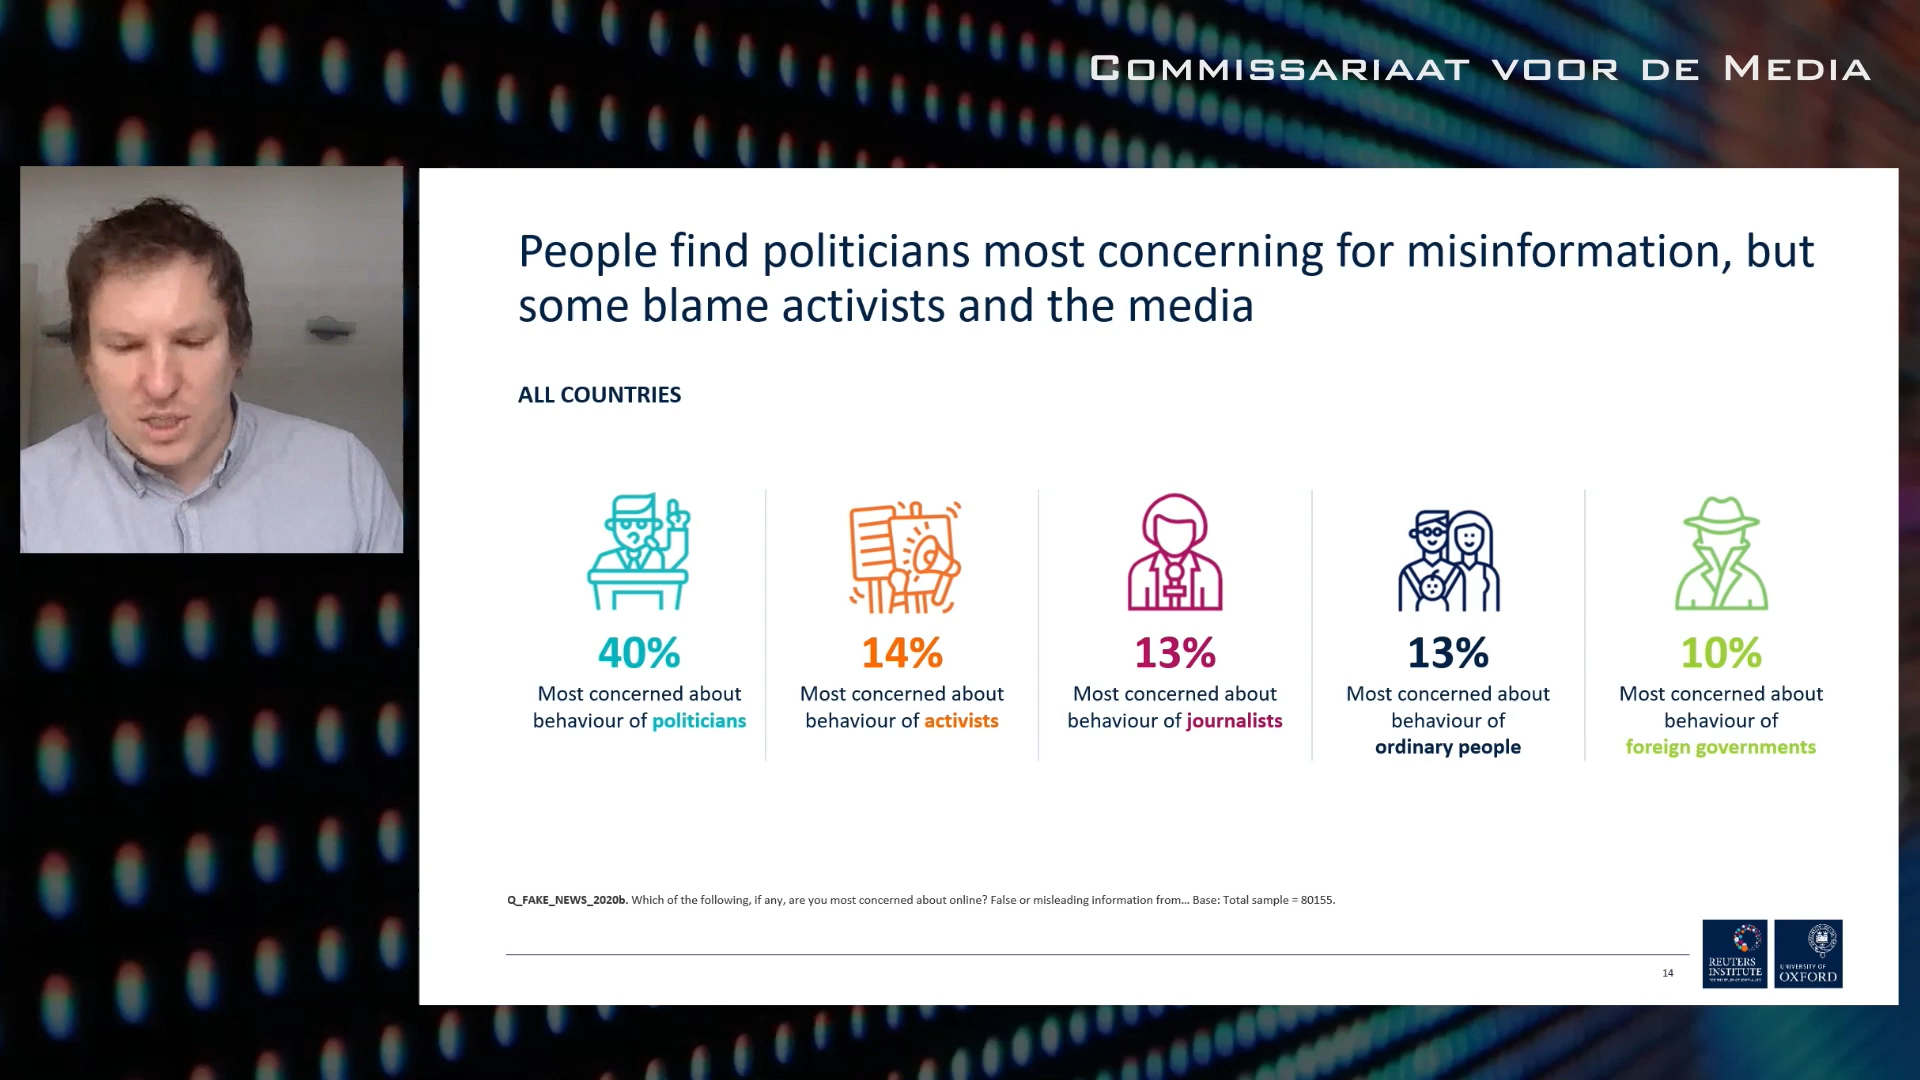 COMMISSARIAAT VOOR DE MEDIA
People find politicians most concerning for misinformation, but
some blame activists and the media
ALL COUNTRIES
40%
Most concerned about
behaviour of politicians
14%
Most concerned about
behaviour of activists
13%
Most concerned about
behaviour of journalists
13%
Most concerned about
behaviour of
ordinary people
10%
Most concerned about
behaviour of
foreign governments
Q_FAKE_NEWS_2020b. Which of the following, if any, are you most concerned about online? False or misleading information from... Base: Total sample = 80155.
14
REUTERS
INSTITUTE
UNIVERSITY OF
OXFORD